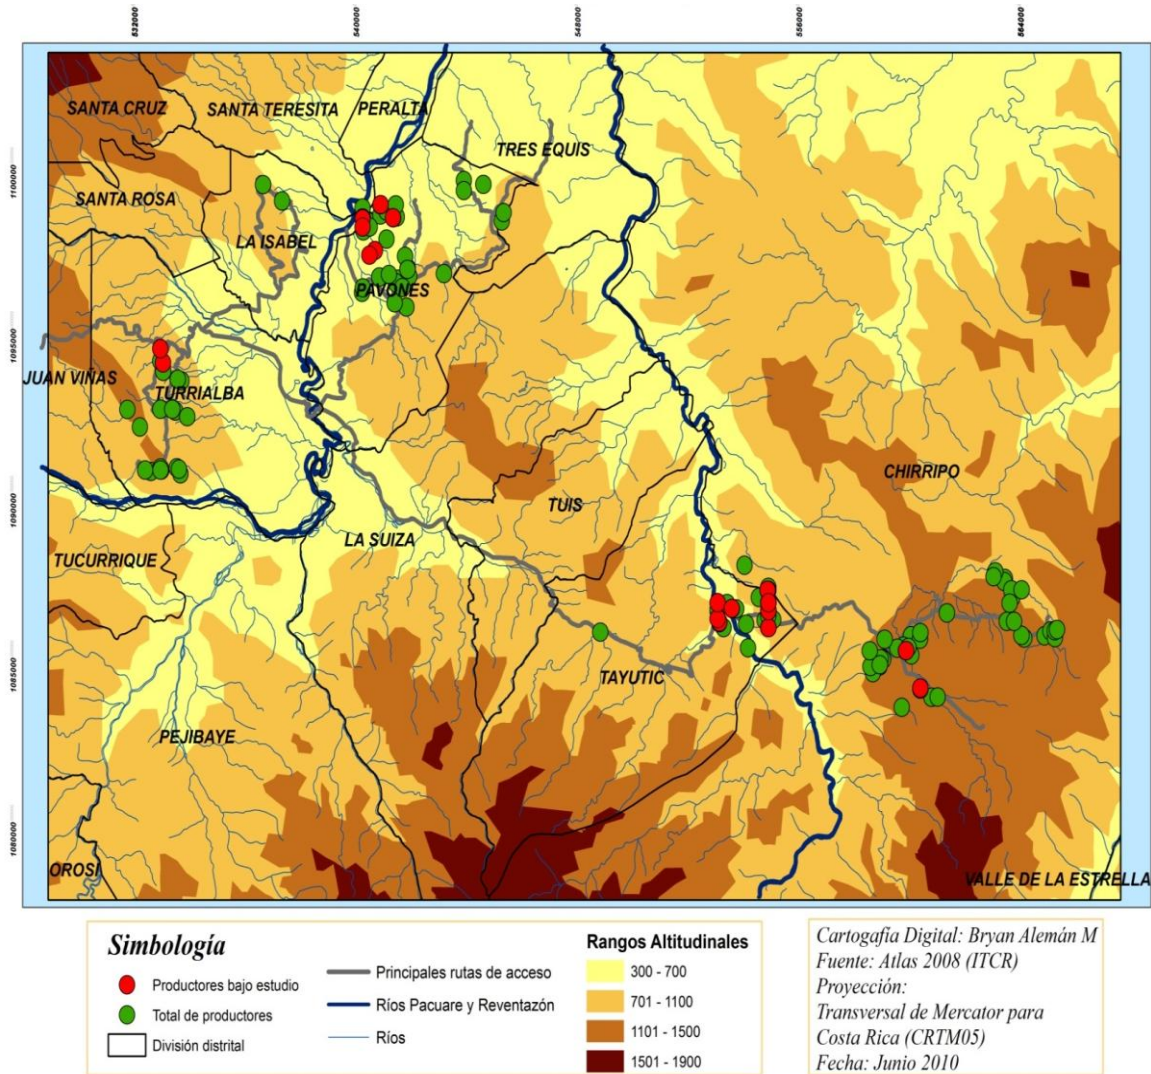 532000
540000
548000
556000
564000
1100000
1095000
1090000
1085000
1080000
SANTA CRUZ
SANTA TERESITA
PERALTA
TRES EQUIS
SANTA ROSA
LA ISABEL
PAVONES
JUAN VIÑAS
TURRIALBA
CHIRRIPO
TUIS
LA SUIZA
TUCURRIQUE
TAYUTIC
PEJIBAYE
OROSI
VALLE DE LA ESTRELLA
Simbología
Productores bajo estudio
Total de productores
División distrital
Principales rutas de acceso
Ríos Pacuare y Reventazón
Ríos
Rangos Altitudinales
300 - 700
701 - 1100
1101 - 1500
1501 - 1900
Cartogafía Digital: Bryan Alemán M
Fuente: Atlas 2008 (ITCR)
Proyección:
Transversal de Mercator para
Costa Rica (CRTM05)
Fecha: Junio 2010